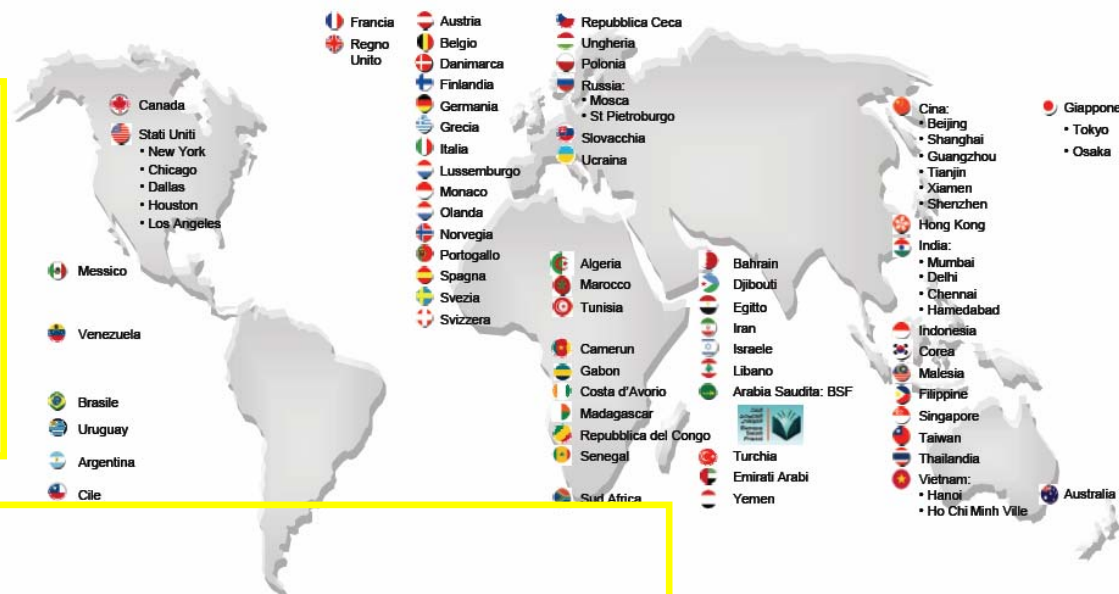 Francia
Regno
Unito
Austria
Belgio
Danimarca
Finlandia
Germania
Grecia
Italia
Lussemburgo
Monaco
Olanda
Norvegia
Portogallo
Spagna
Svezia
Svizzera
Repubblica Ceca
Ungheria
Polonia
Russia:
• Mosca
• St Pietroburgo
Slovacchia
Ucraina
Canada
Stati Uniti
• New York
• Chicago
• Dallas
• Houston
• Los Angeles
Messico
Venezuela
Brasile
Uruguay
Argentina
Cile
Algeria
Marocco
Tunisia
Camerun
Gabon
Costa d'Avorio
Madagascar
Repubblica del Congo
Senegal
Sud Africa
Bahrain
Djibouti
Egitto
Iran
Israele
Libano
Arabia Saudita: BSF
Turchia
Emirati Arabi
Yemen
Cina:
• Beijing
• Shanghai
• Guangzhou
• Tianjin
• Xiamen
• Shenzhen
Hong Kong
India:
• Mumbai
• Delhi
• Chennai
• Hamedabad
Indonesia
Corea
Malesia
Filippine
Singapore
Taiwan
Thailandia
Vietnam:
• Hanoi
• Ho Chi Minh Ville
Giappone
• Tokyo
• Osaka
Australia